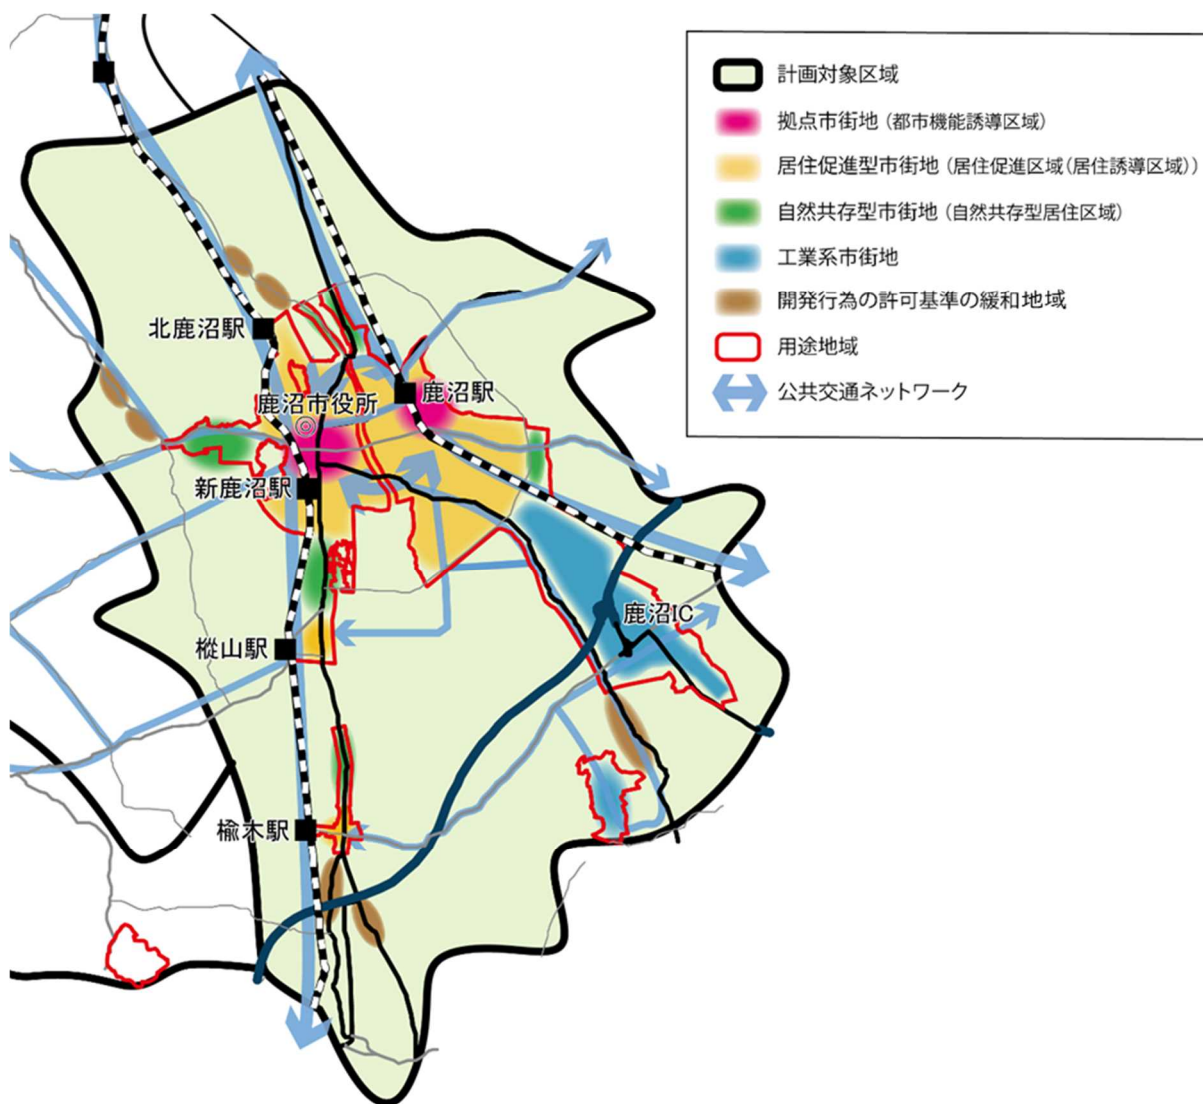 計画対象区域
拠点市街地（都市機能誘導区域）
居住促進型市街地（居住促進区域（居住誘導区域））
自然共存型市街地（自然共存型居住区域）
工業系市街地
開発行為の許可基準の緩和地域
用途地域
公共交通ネットワーク
北鹿沼駅
鹿沼駅
鹿沼市役所
新鹿沼駅
鹿沼IC
樅山駅
楡木駅